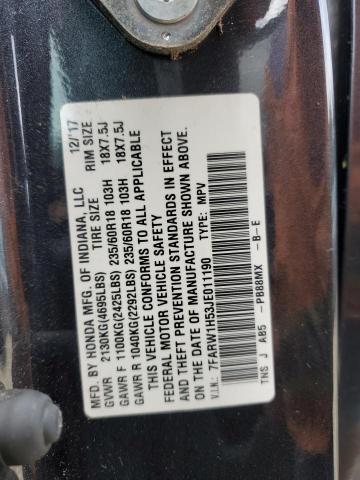 MFD. BY HONDA MFG. OF INDIANA, LLC 12/17
GVWR 2130KG(4695LBS) TIRE SIZE RIM SIZE
GAWR F 1100KG(2425LBS) 235/60R18 103H 18X7.5J
GAWR R 1040KG(2292LBS) 235/60R18 103H 18X7.5J
THIS VEHICLE CONFORMS TO ALL APPLICABLE
FEDERAL MOTOR VEHICLE SAFETY
AND THEFT PREVENTION STANDARDS IN EFFECT
ON THE DATE OF MANUFACTURE SHOWN ABOVE.
V.I.N.: 7FARW1H53JE011190 TYPE: MPV
TNS J A85 -PB88MX -B-E